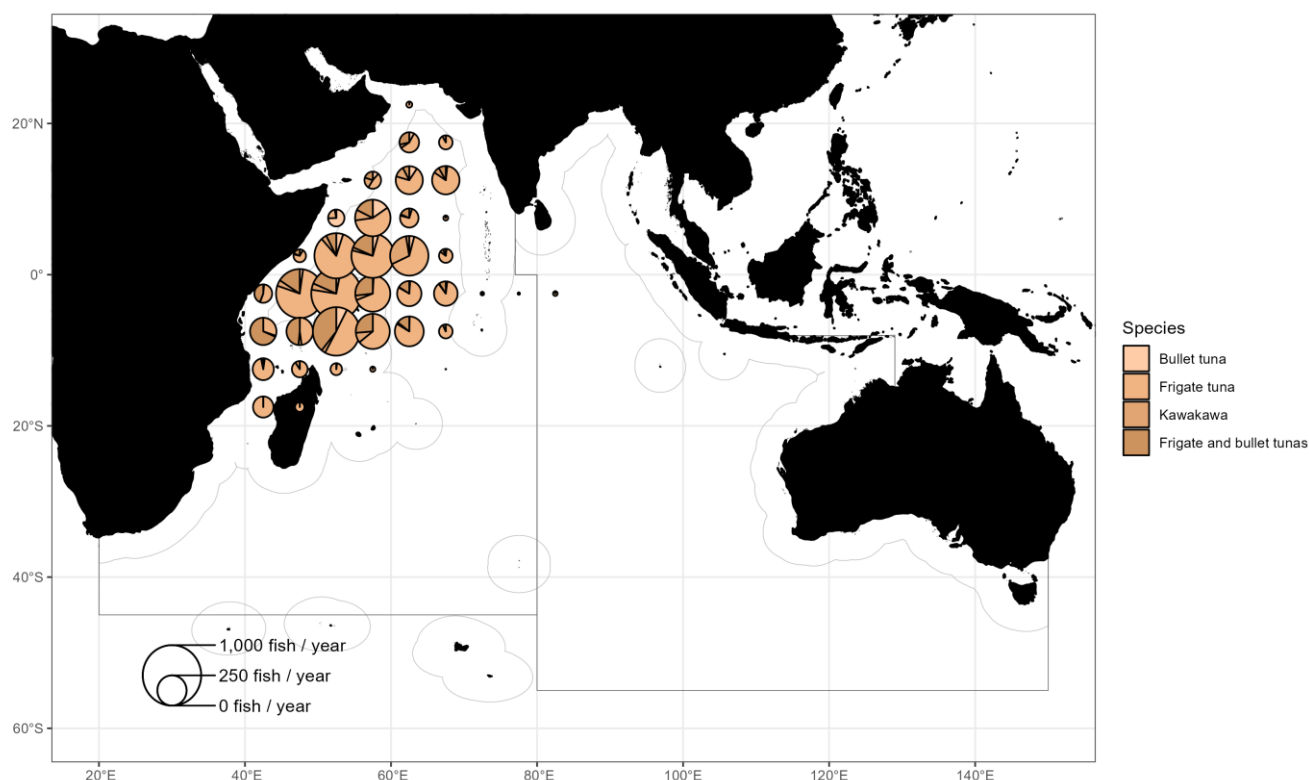 20°N
0°
20°S
40°S
60°S
20°E
40°E
60°E
80°E
100°E
120°E
140°E
1,000 fish / year
250 fish / year
0 fish / year
Species
Bullet tuna
Frigate tuna
Kawakawa
Frigate and bullet tunas